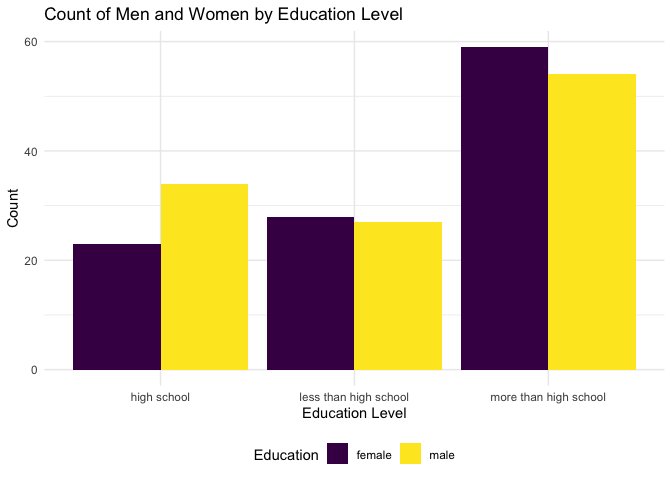 Count of Men and Women by Education Level
60
40
20
0
Count
high school less than high school more than high school
Education Level
Education female male